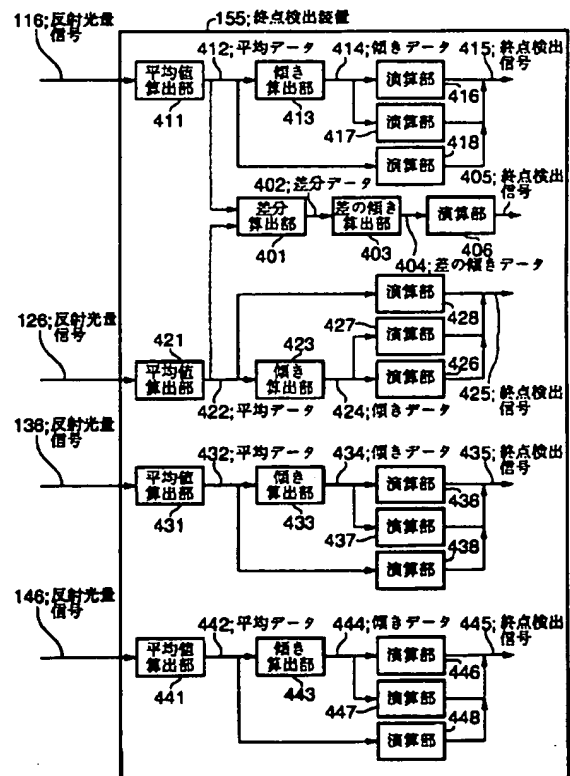 155;終点検出装置
116;反射光量
信号
412;平均データ
414;傾きデータ
415;終点検出
信号
平均値
算出部
411
傾き
算出部
413
演算部
416
演算部
417
418
演算部
402;差分データ
405;終点検出
信号
差分
算出部
401
差の傾き
算出部
403
演算部
406
404;差の傾きデータ
演算部
428
427
演算部
126;反射光量
信号
421
平均値
算出部
423
傾き
算出部
演算部
426
422;平均データ
424;傾きデータ
425;終点検出
信号
136;反射光量
信号
432;平均データ
434;傾きデータ
435;終点検出
信号
平均値
算出部
431
傾き
算出部
433
演算部
436
演算部
437
438
演算部
146;反射光量
信号
442;平均データ
444;傾きデータ
445;終点検出
信号
平均値
算出部
441
傾き
算出部
443
演算部
446
演算部
447
448
演算部